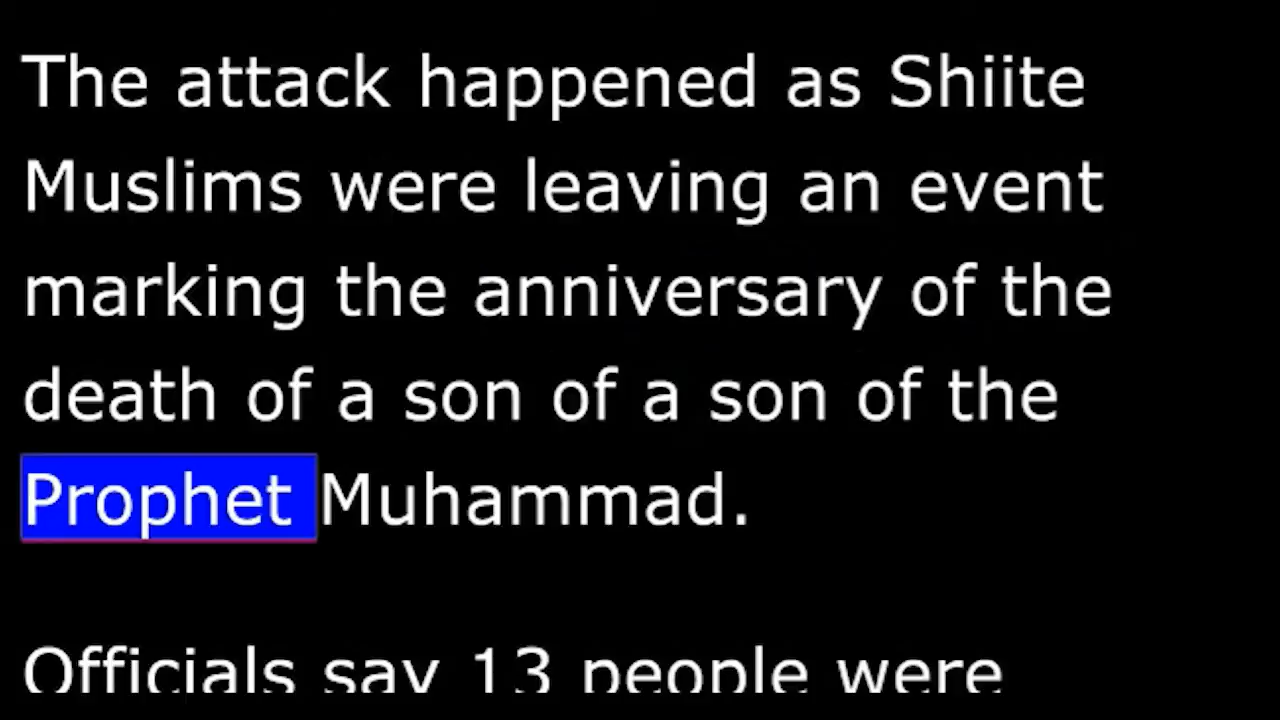 The attack happened as Shiite
Muslims were leaving an event
marking the anniversary of the
death of a son of a son of the
Prophet Muhammad.
Officials say 13 people were